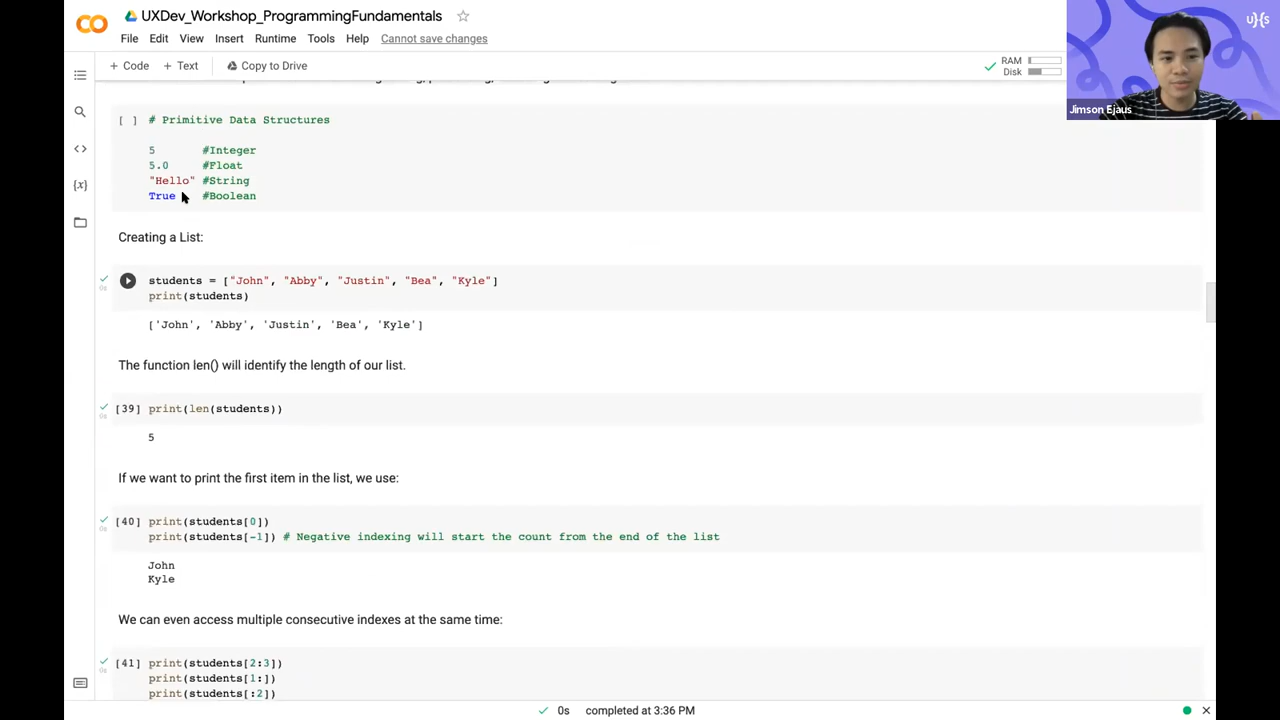 UXDev_Workshop_ProgrammingFundamentals
File Edit View Insert Runtime Tools Help Cannot save changes
+ Code + Text Copy to Drive
RAM
Disk
u}{s
Jimson Ejaus
[ ] # Primitive Data Structures
5 #Integer
5.0 #Float
"Hello" #String
True #Boolean
Creating a List:
students = ["John", "Abby", "Justin", "Bea", "Kyle"]
print(students)
0s
['John', 'Abby', 'Justin', 'Bea', 'Kyle']
The function len() will identify the length of our list.
[39] print(len(students))
0s
5
If we want to print the first item in the list, we use:
[40] print(students[0])
0s
print(students[-1]) # Negative indexing will start the count from the end of the list
John
Kyle
We can even access multiple consecutive indexes at the same time:
[41] print(students[2:3])
0s
print(students[1:])
print(students[:2])
0s completed at 3:36 PM